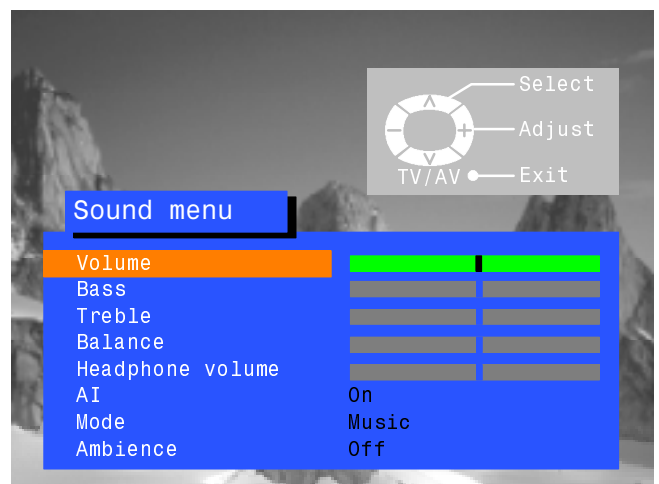 Select
Adjust
TV/AV Exit
Sound menu
Volume
Bass
Treble
Balance
Headphone volume
AI On
Mode Music
Ambience Off